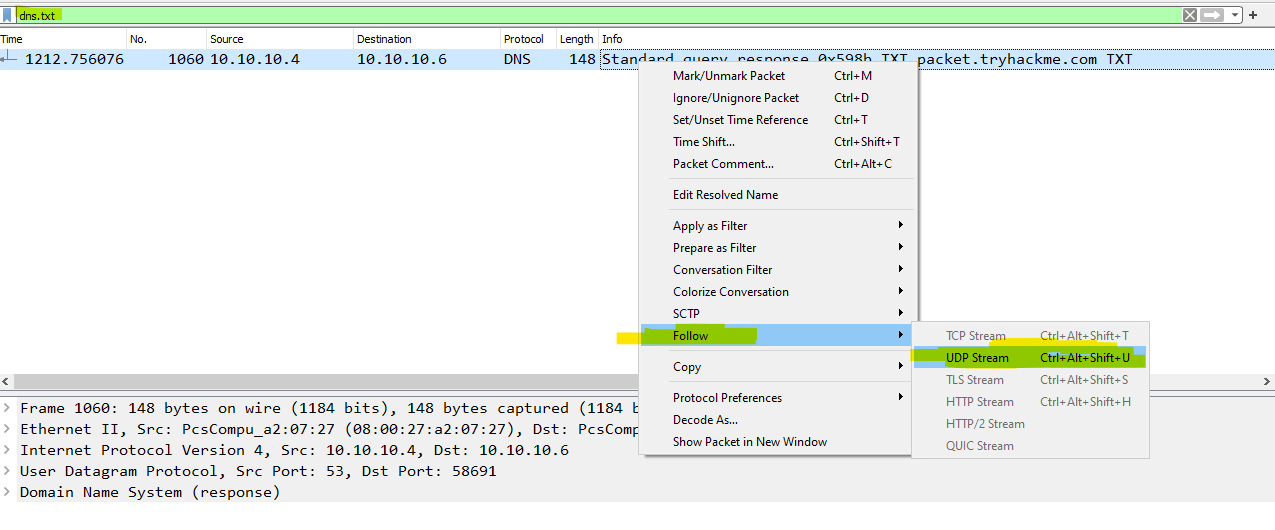 dns.txt
Time No. Source Destination Protocol Length Info
1212.756076 1060 10.10.10.4 10.10.10.6 DNS 148 Standard query response 0x598b TXT packet.tryhackme.com TXT
Mark/Unmark Packet Ctrl+M
Ignore/Unignore Packet Ctrl+D
Set/Unset Time Reference Ctrl+T
Time Shift... Ctrl+Shift+T
Packet Comment... Ctrl+Alt+C
Edit Resolved Name
Apply as Filter
Prepare as Filter
Conversation Filter
Colorize Conversation
SCTP
Follow
TCP Stream Ctrl+Alt+Shift+T
UDP Stream Ctrl+Alt+Shift+U
TLS Stream Ctrl+Alt+Shift+S
HTTP Stream Ctrl+Alt+Shift+H
HTTP/2 Stream
QUIC Stream
Copy
Protocol Preferences
Decode As...
Show Packet in New Window
Frame 1060: 148 bytes on wire (1184 bits), 148 bytes captured (1184 b
Ethernet II, Src: PcsCompu_a2:07:27 (08:00:27:a2:07:27), Dst: PcsComp
Internet Protocol Version 4, Src: 10.10.10.4, Dst: 10.10.10.6
User Datagram Protocol, Src Port: 53, Dst Port: 58691
Domain Name System (response)